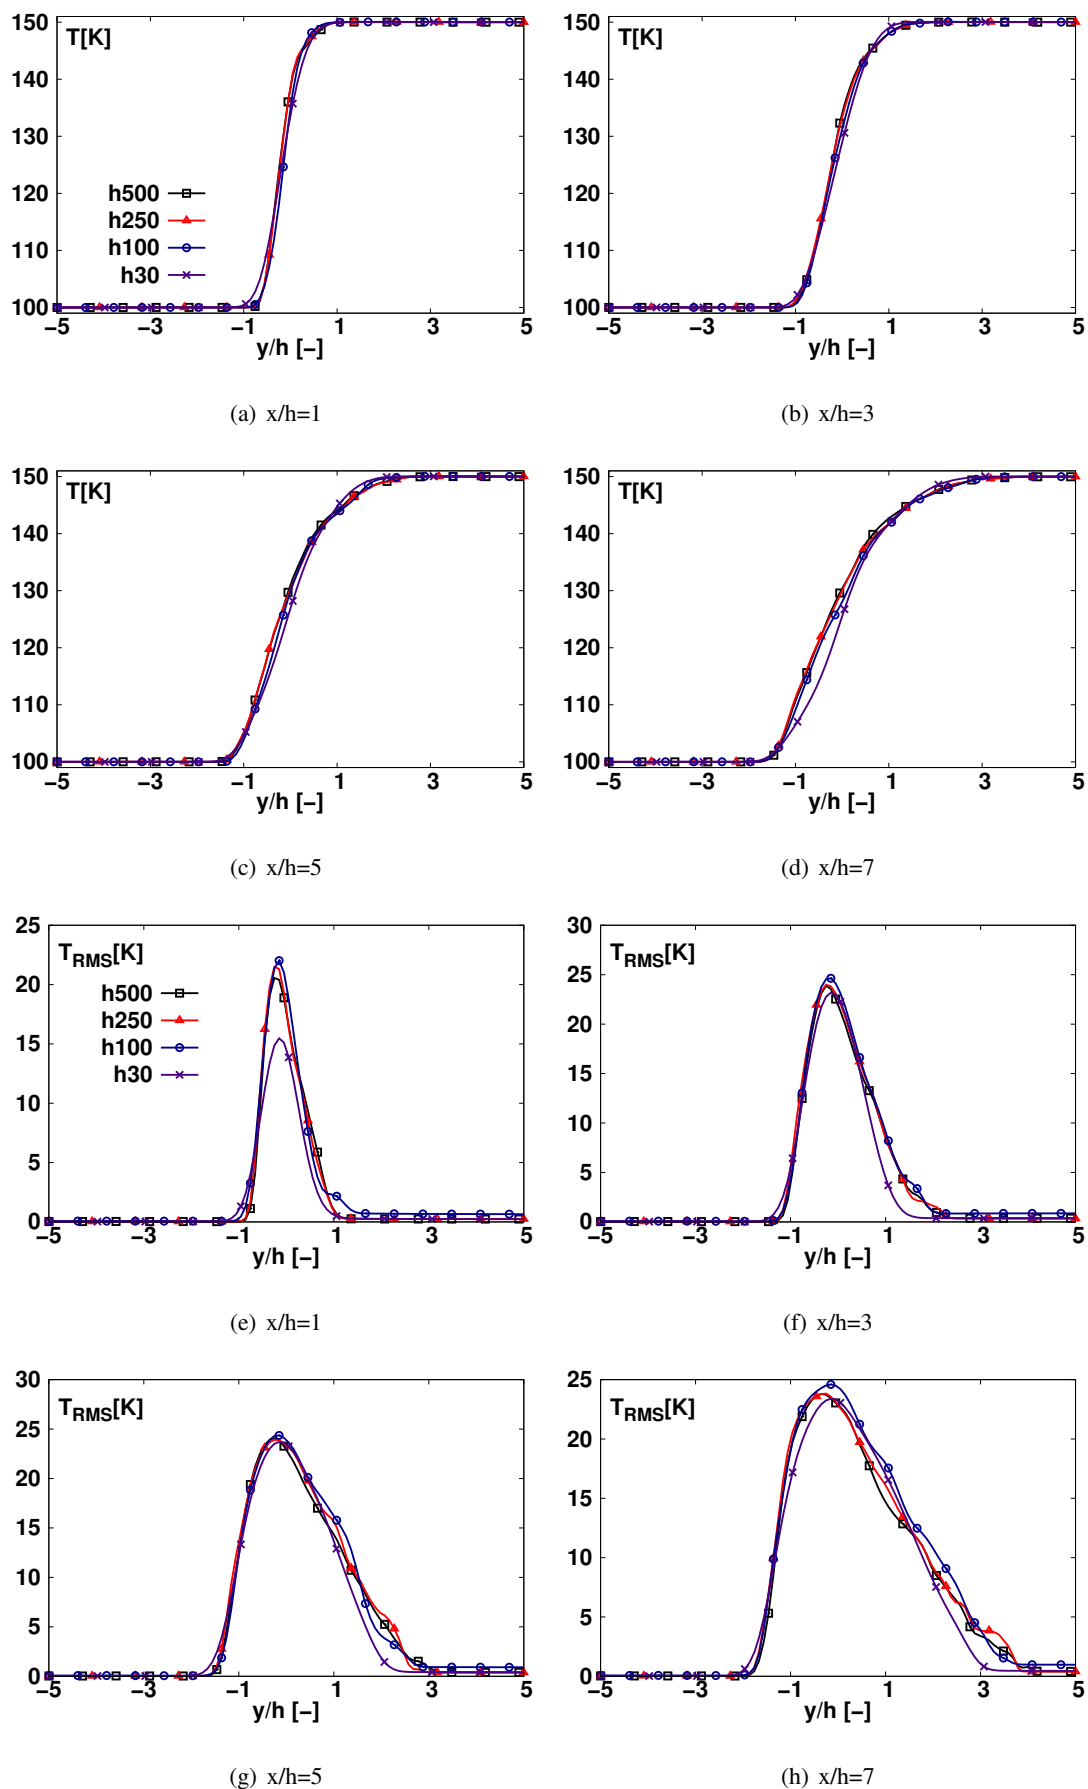 T[K]
150
140
130
120
110
100
h500
h250
h100
h30
−5 −3 −1 1 3 5
y/h [−]
(a) x/h=1
T[K]
150
140
130
120
110
100
−5 −3 −1 1 3 5
y/h [−]
(b) x/h=3
T[K]
150
140
130
120
110
100
−5 −3 −1 1 3 5
y/h [−]
(c) x/h=5
T[K]
150
140
130
120
110
100
−5 −3 −1 1 3 5
y/h [−]
(d) x/h=7
25
TRMS[K]
20
15
10
5
0
h500
h250
h100
h30
−5 −3 −1 1 3 5
y/h [−]
(e) x/h=1
30
TRMS[K]
25
20
15
10
5
0
−5 −3 −1 1 3 5
y/h [−]
(f) x/h=3
30
TRMS[K]
25
20
15
10
5
0
−5 −3 −1 1 3 5
y/h [−]
(g) x/h=5
25
TRMS[K]
20
15
10
5
0
−5 −3 −1 1 3 5
y/h [−]
(h) x/h=7